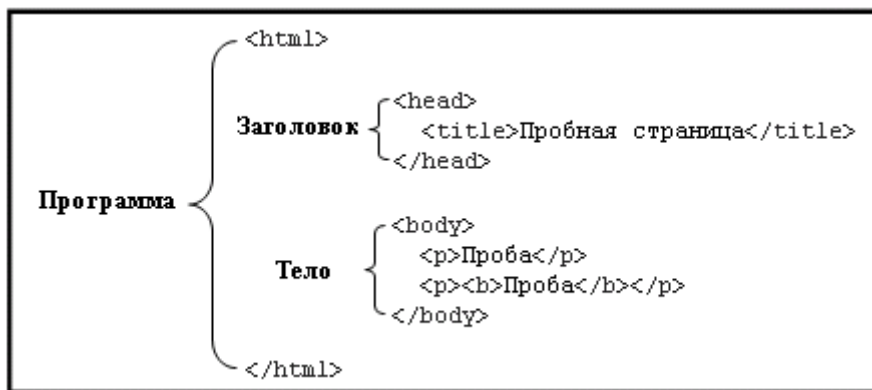 <html>
Заголовок
<head>
<title>Пробная страница</title>
</head>
Программа
Тело
<body>
<p>Проба</p>
<p><b>Проба</b></p>
</body>
</html>